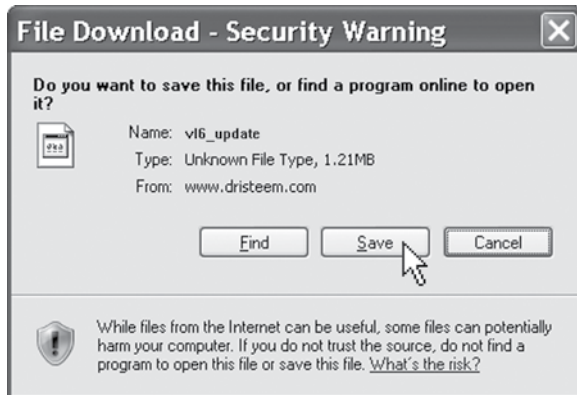 File Download - Security Warning
Do you want to save this file, or find a program online to open
it?
Name: vl6_update
Type: Unknown File Type, 1.21MB
From: www.dristeem.com
Find Save Cancel
While files from the Internet can be useful, some files can potentially
harm your computer. If you do not trust the source, do not find a
program to open this file or save this file. What's the risk?